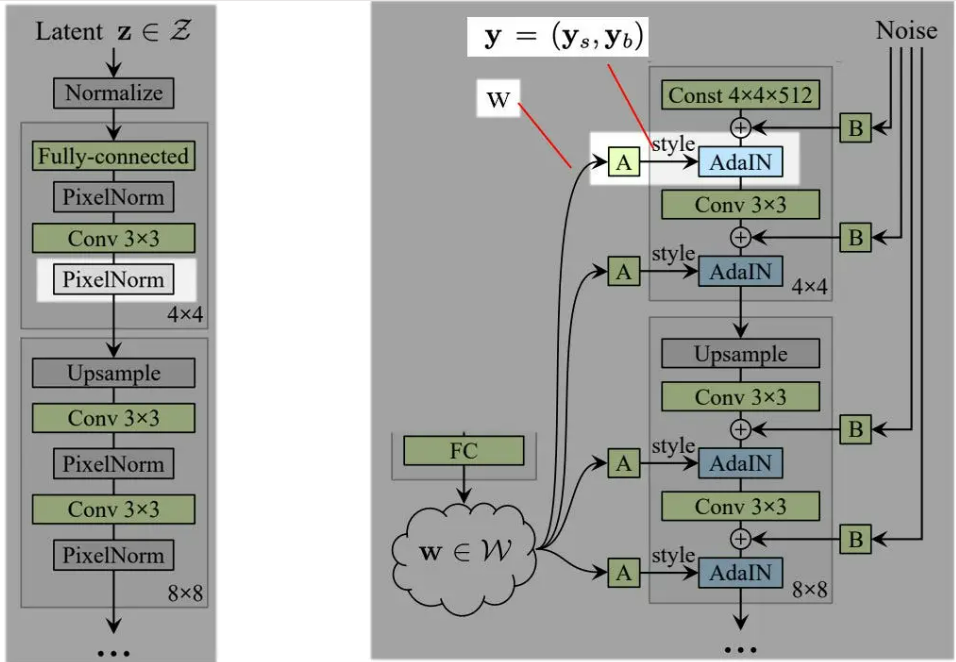 Latent z ∈ 𝒵
Normalize
Fully-connected
PixelNorm
Conv 3×3
PixelNorm
4×4
Upsample
Conv 3×3
PixelNorm
Conv 3×3
PixelNorm
8×8
...
y = (y_s, y_b)
Noise
W
Const 4×4×512
B
style
A
AdaIN
Conv 3×3
B
style
A
AdaIN
4×4
Upsample
Conv 3×3
B
FC
style
A
AdaIN
Conv 3×3
B
w ∈ 𝒲
style
A
AdaIN
8×8
...